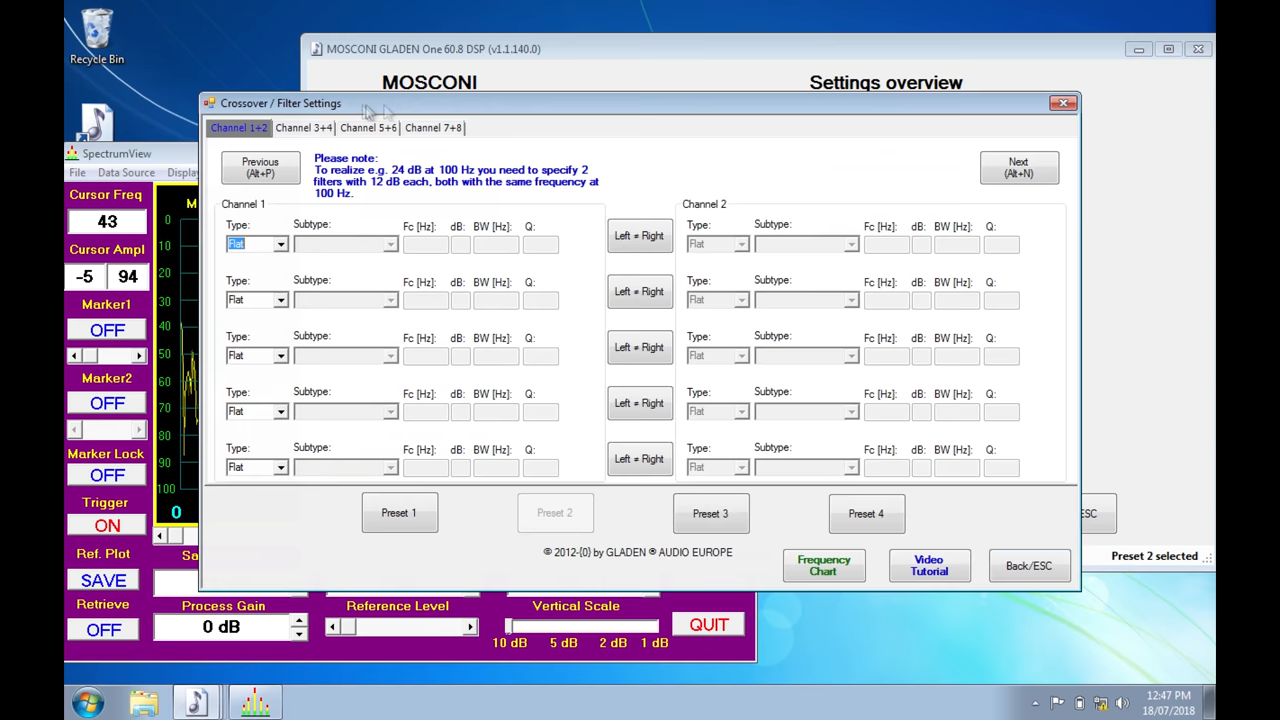 Recycle Bin
MOSCONI GLADEN One 60.8 DSP (v1.1.140.0)
MOSCONI
Settings overview
Crossover / Filter Settings
Channel 1+2
Channel 3+4
Channel 5+6
Channel 7+8
SpectrumView
File
Data Source
Display
Cursor Freq
43
Cursor Ampl
-5
94
Marker1
OFF
Marker2
OFF
Marker Lock
OFF
Trigger
ON
Ref. Plot
SAVE
Retrieve
OFF
M
0
10
20
30
40
50
60
70
80
90
100
0
Sa
Previous
(Alt+P)
Please note:
To realize e.g. 24 dB at 100 Hz you need to specify 2
filters with 12 dB each, both with the same frequency at
100 Hz.
Next
(Alt+N)
Channel 1
Channel 2
Type: Subtype: Fc [Hz]: dB: BW [Hz]: Q:
Flat
Left ≠ Right
Type: Subtype: Fc [Hz]: dB: BW [Hz]: Q:
Flat
Type: Subtype: Fc [Hz]: dB: BW [Hz]: Q:
Flat
Left ≠ Right
Type: Subtype: Fc [Hz]: dB: BW [Hz]: Q:
Flat
Type: Subtype: Fc [Hz]: dB: BW [Hz]: Q:
Flat
Left ≠ Right
Type: Subtype: Fc [Hz]: dB: BW [Hz]: Q:
Flat
Type: Subtype: Fc [Hz]: dB: BW [Hz]: Q:
Flat
Left ≠ Right
Type: Subtype: Fc [Hz]: dB: BW [Hz]: Q:
Flat
Type: Subtype: Fc [Hz]: dB: BW [Hz]: Q:
Flat
Left ≠ Right
Type: Subtype: Fc [Hz]: dB: BW [Hz]: Q:
Flat
Preset 1
Preset 2
Preset 3
Preset 4
ESC
© 2012-{0} by GLADEN ® AUDIO EUROPE
Frequency
Chart
Video
Tutorial
Back/ESC
Preset 2 selected
Process Gain
0 dB
Reference Level
Vertical Scale
10 dB 5 dB 2 dB 1 dB
QUIT
12:47 PM
18/07/2018